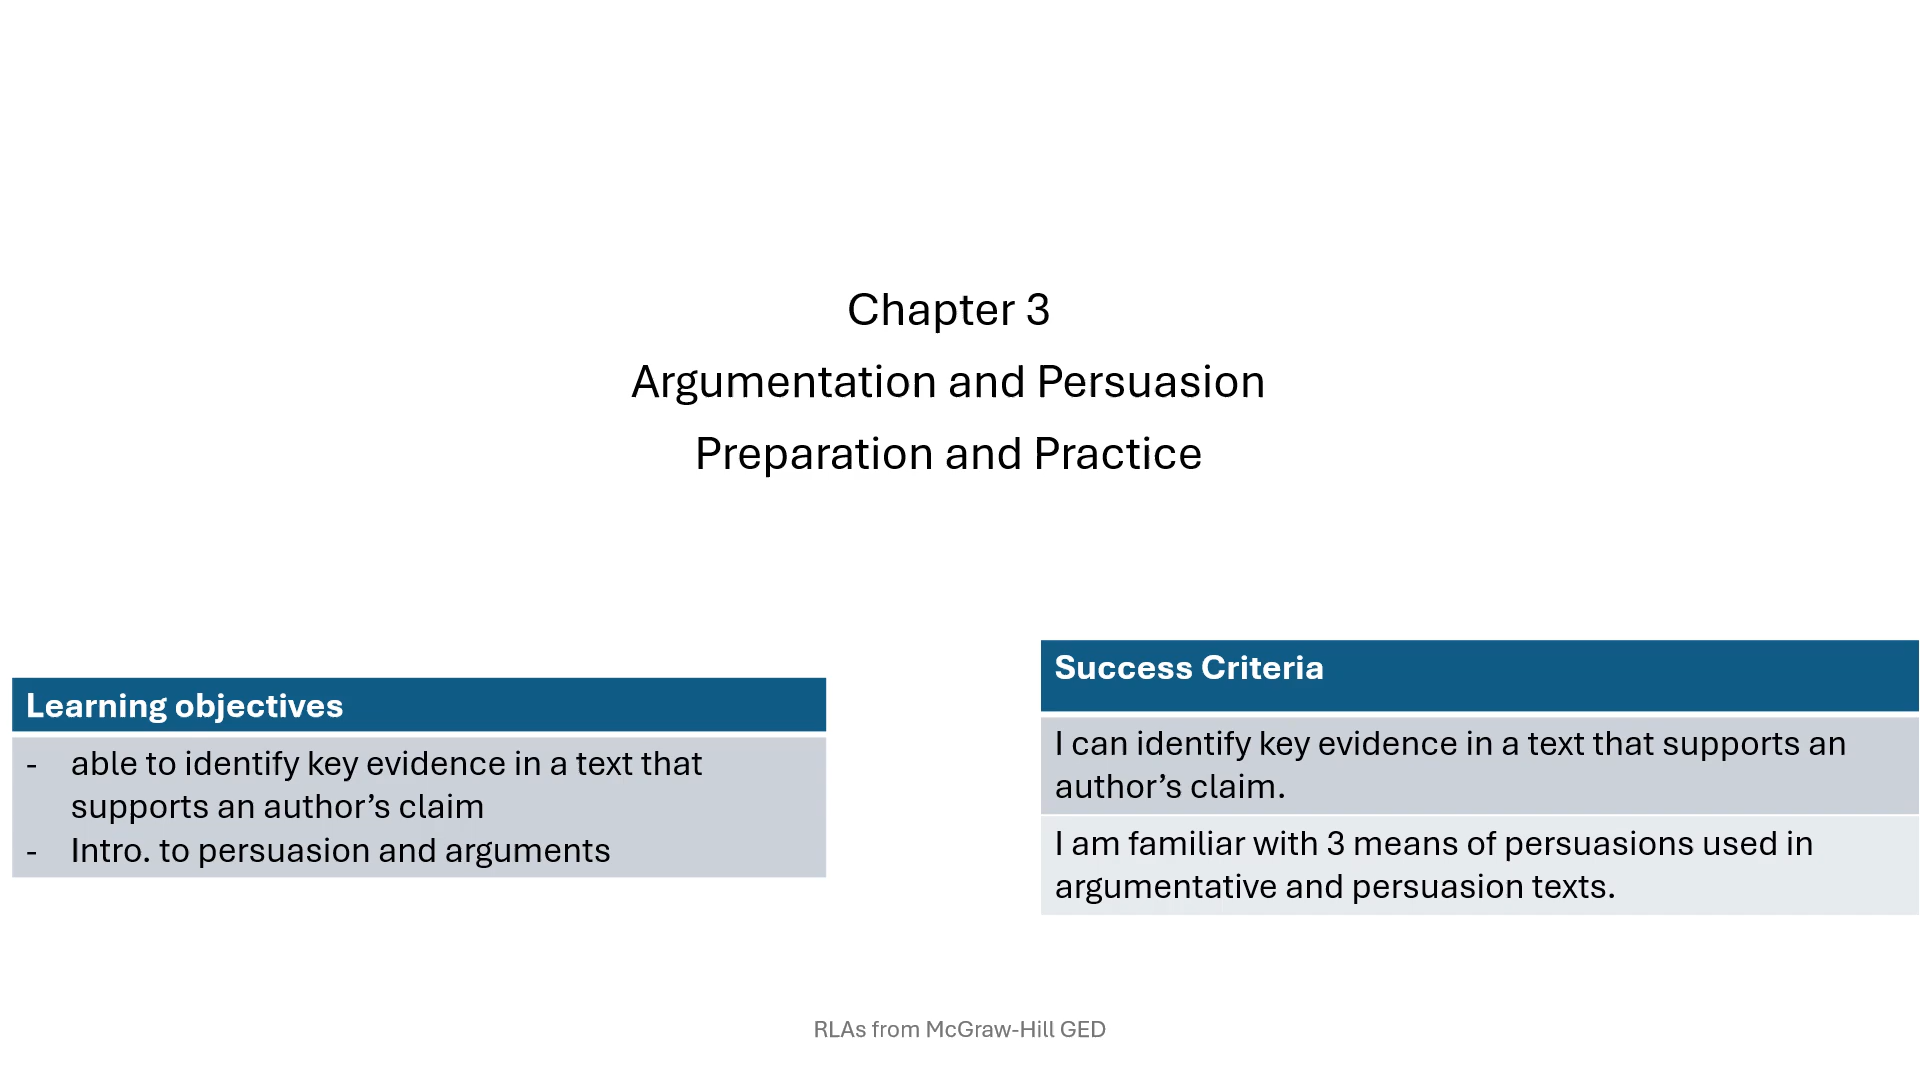 Chapter 3
Argumentation and Persuasion
Preparation and Practice
Learning objectives
- able to identify key evidence in a text that
supports an author’s claim
- Intro. to persuasion and arguments
Success Criteria
I can identify key evidence in a text that supports an
author’s claim.
I am familiar with 3 means of persuasions used in
argumentative and persuasion texts.
RLAs from McGraw-Hill GED